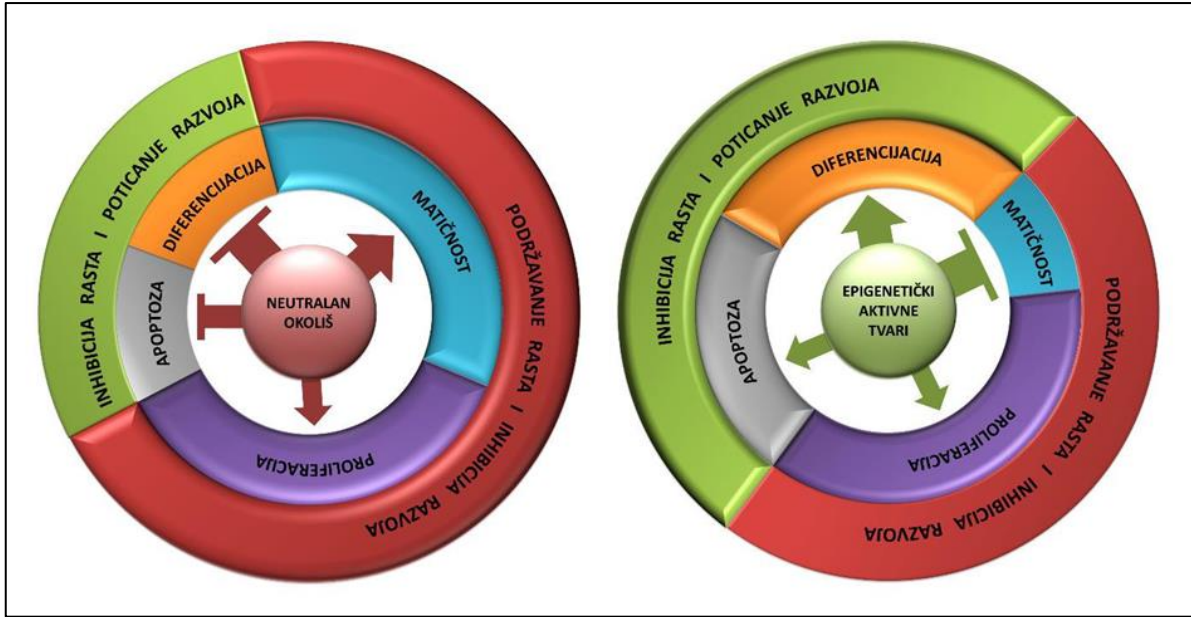 INHIBICIJA RASTA I POTICANJE RAZVOJA
PODRŽAVANJE RASTA I INHIBICIJA RAZVOJA
DIFERENCIJACIJA
MATIČNOST
APOPTOZA
PROLIFERACIJA
NEUTRALAN
OKOLIŠ
INHIBICIJA RASTA I POTICANJE RAZVOJA
PODRŽAVANJE RASTA I INHIBICIJA RAZVOJA
DIFERENCIJACIJA
MATIČNOST
APOPTOZA
PROLIFERACIJA
EPIGENETIČKI
AKTIVNE
TVARI